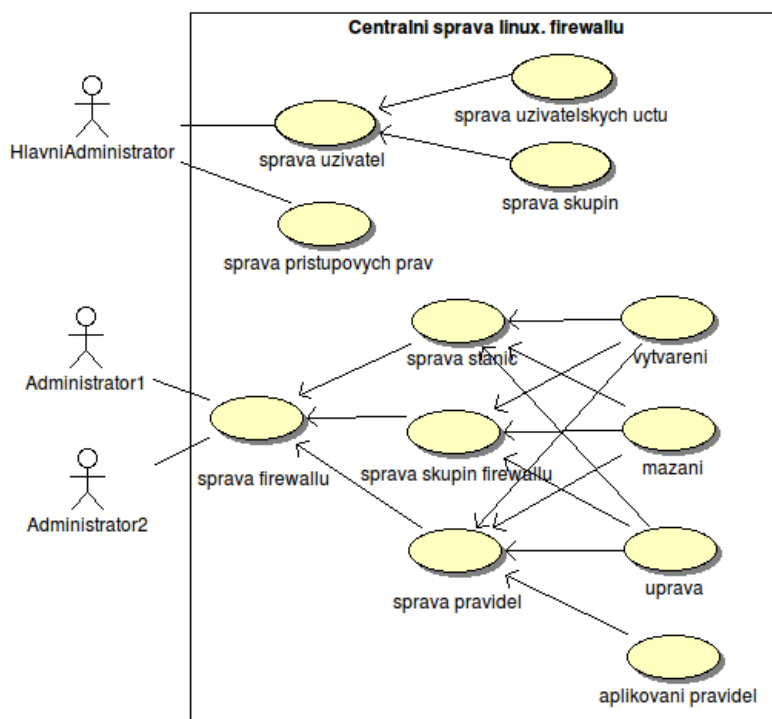 Centralni sprava linux. firewallu
sprava uzivatelskych uctu
HlavniAdministrator
sprava uzivatel
sprava skupin
sprava pristupovych prav
sprava stanic
vytvareni
Administrator1
sprava firewallu
sprava skupin firewallu
mazani
Administrator2
sprava pravidel
uprava
aplikovani pravidel